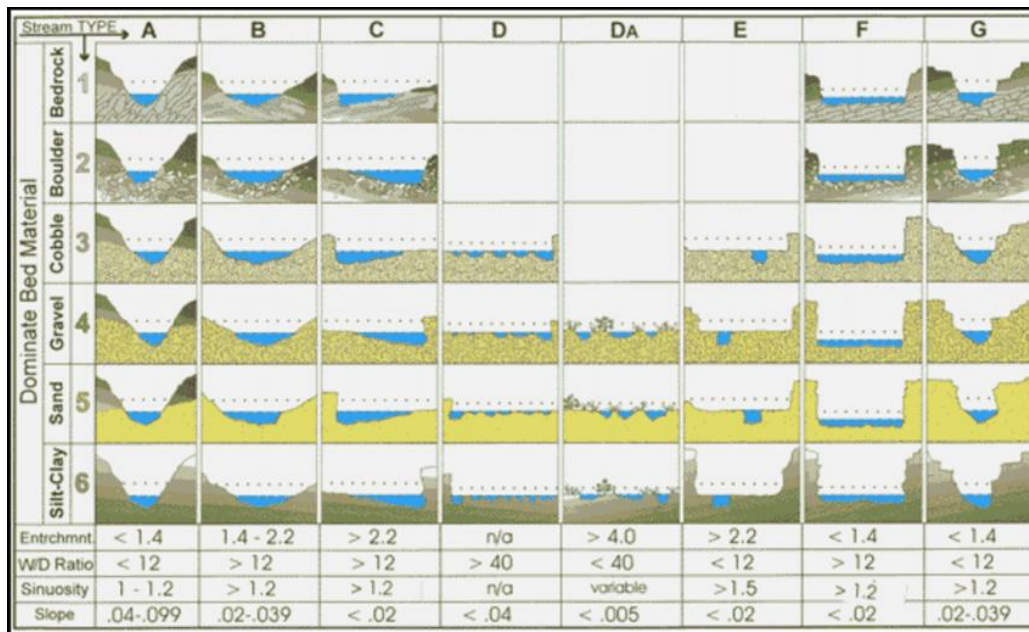 Stream TYPE A B C D DA E F G
Dominate Bed Material
Bedrock 1
Boulder 2
Cobble 3
Gravel 4
Sand 5
Silt-Clay 6
Entrchmnt. < 1.4 1.4 - 2.2 > 2.2 n/a > 4.0 > 2.2 < 1.4 < 1.4
W/D Ratio < 12 > 12 > 12 > 40 < 40 < 12 > 12 < 12
Sinuosity 1 - 1.2 > 1.2 > 1.2 n/a variable > 1.5 > 1.2 > 1.2
Slope .04-.099 .02-.039 < .02 < .04 < .005 < .02 < .02 .02-.039